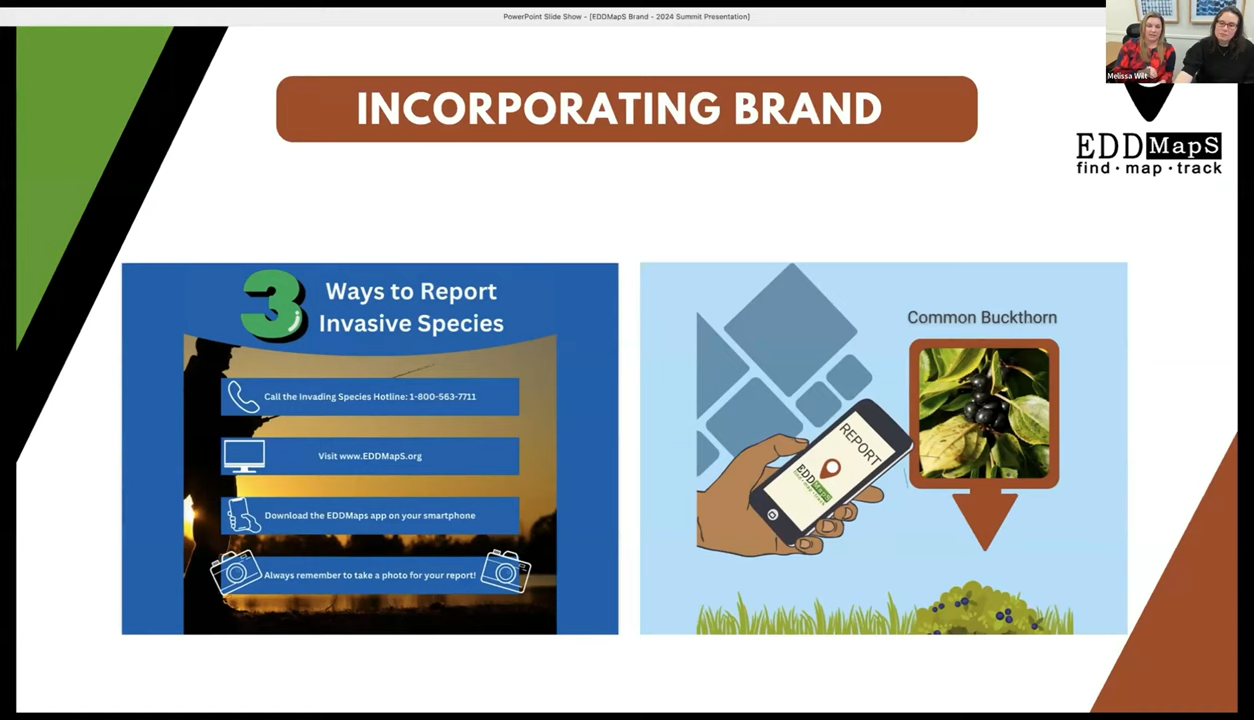 PowerPoint Slide Show - [EDDMapS Brand - 2024 Summit Presentation]
Melissa Wilt
INCORPORATING BRAND
EDDMapS
find · map · track
3 Ways to Report
Invasive Species
Call the Invading Species Hotline: 1-800-563-7711
Visit www.EDDMapS.org
Download the EDDMaps app on your smartphone
Always remember to take a photo for your report!
Common Buckthorn
REPORT
EDDMapS